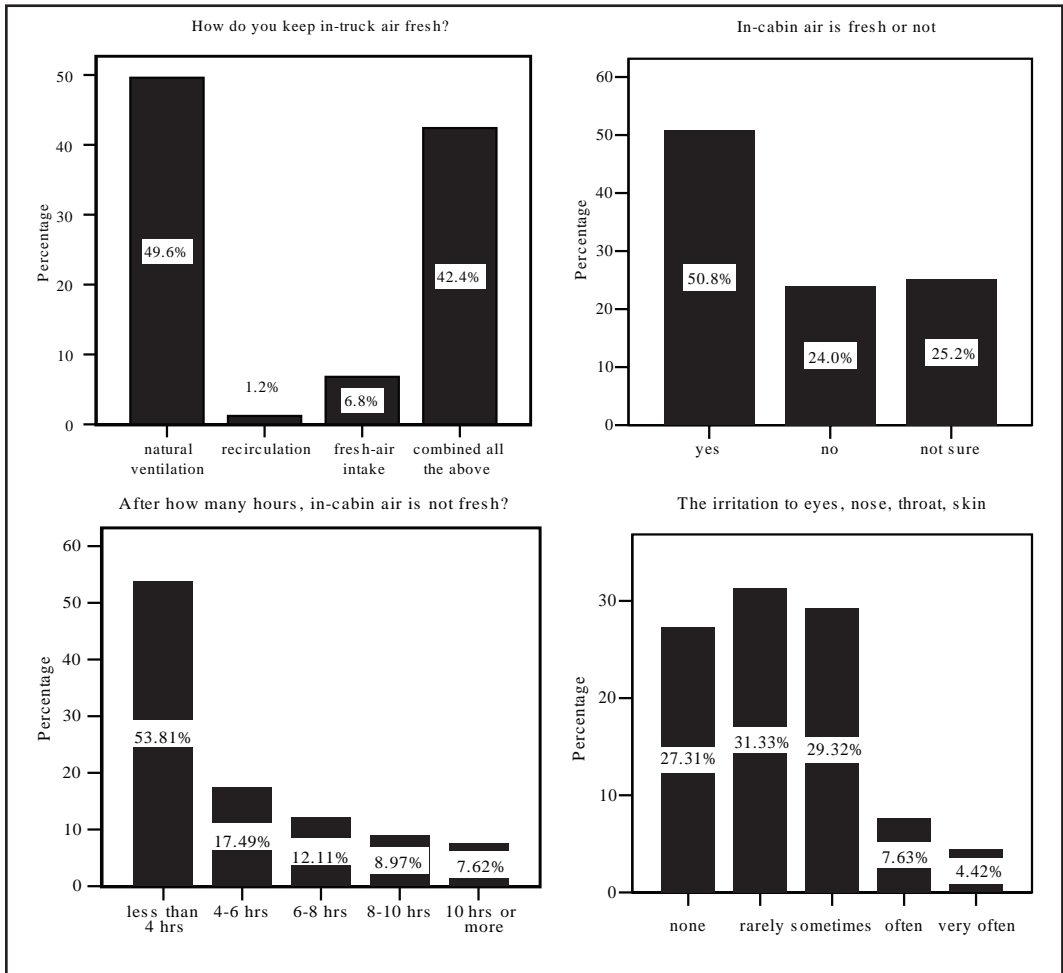 How do you keep in-truck air fresh?
Percentage
50
40
30
20
10
0
49.6%
1.2%
6.8%
42.4%
natural
ventilation
recirculation
fresh-air
intake
combined all
the above
In-cabin air is fresh or not
Percentage
60
50
40
30
20
10
0
50.8%
24.0%
25.2%
yes
no
not sure
After how many hours, in-cabin air is not fresh?
Percentage
60
50
40
30
20
10
0
53.81%
17.49%
12.11%
8.97%
7.62%
less than
4 hrs
4-6 hrs
6-8 hrs
8-10 hrs
10 hrs or
more
The irritation to eyes, nose, throat, skin
Percentage
30
20
10
0
27.31%
31.33%
29.32%
7.63%
4.42%
none
rarely
sometimes
often
very often